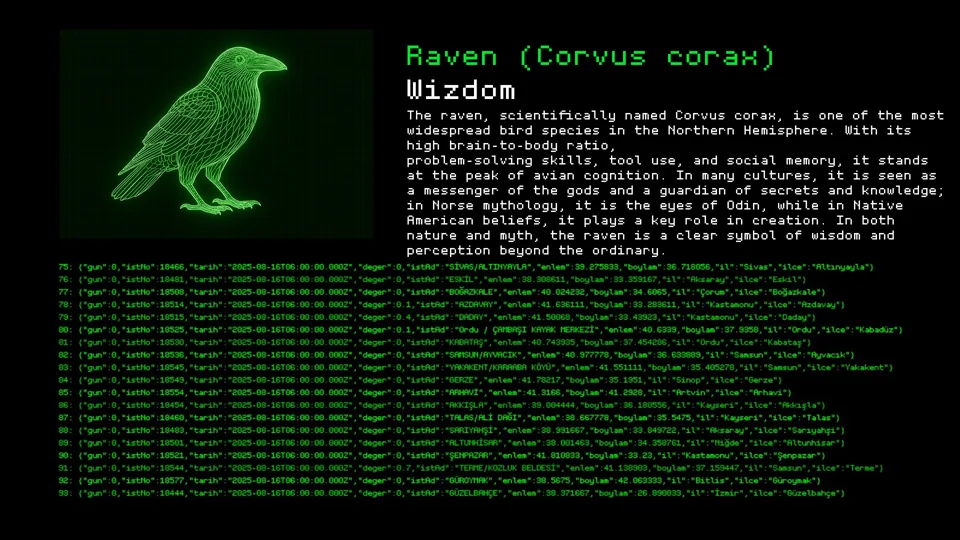 Raven (Corvus corax)
Wizdom
The raven, scientifically named Corvus corax, is one of the most
widespread bird species in the Northern Hemisphere. With its
high brain-to-body ratio,
problem-solving skills, tool use, and social memory, it stands
at the peak of avian cognition. In many cultures, it is seen as
a messenger of the gods and a guardian of secrets and knowledge;
in Norse mythology, it is the eyes of Odin, while in Native
American beliefs, it plays a key role in creation. In both
nature and myth, the raven is a clear symbol of wisdom and
perception beyond the ordinary.
75: {"gun":0,"istNo":18466,"tarih":"2025-08-16T06:00:00.000Z","deger":0,"istAd":"SİVAS/ALTINYAYLA","enlem":39.275833,"boylam":36.718056,"il":"Sivas","ilce":"Altınyayla"}
76: {"gun":0,"istNo":18481,"tarih":"2025-08-16T06:00:00.000Z","deger":0,"istAd":"ESKİL","enlem":38.308611,"boylam":33.359167,"il":"Aksaray","ilce":"Eskil"}
77: {"gun":0,"istNo":18508,"tarih":"2025-08-16T06:00:00.000Z","deger":0,"istAd":"BOĞAZKALE","enlem":40.024232,"boylam":34.6065,"il":"Çorum","ilce":"Boğazkale"}
78: {"gun":0,"istNo":18514,"tarih":"2025-08-16T06:00:00.000Z","deger":0.1,"istAd":"AZDAVAY","enlem":41.636111,"boylam":33.283611,"il":"Kastamonu","ilce":"Azdavay"}
79: {"gun":0,"istNo":18515,"tarih":"2025-08-16T06:00:00.000Z","deger":0.4,"istAd":"DADAY","enlem":41.50068,"boylam":33.43923,"il":"Kastamonu","ilce":"Daday"}
80: {"gun":0,"istNo":18525,"tarih":"2025-08-16T06:00:00.000Z","deger":0.1,"istAd":"Ordu / ÇAMBAŞI KAYAK MERKEZİ","enlem":40.6339,"boylam":37.9358,"il":"Ordu","ilce":"Kabadüz"}
81: {"gun":0,"istNo":18530,"tarih":"2025-08-16T06:00:00.000Z","deger":0,"istAd":"KABATAŞ","enlem":40.743935,"boylam":37.454286,"il":"Ordu","ilce":"Kabataş"}
82: {"gun":0,"istNo":18536,"tarih":"2025-08-16T06:00:00.000Z","deger":0,"istAd":"SAMSUN/AYVACIK","enlem":40.977778,"boylam":36.633889,"il":"Samsun","ilce":"Ayvacık"}
83: {"gun":0,"istNo":18545,"tarih":"2025-08-16T06:00:00.000Z","deger":0,"istAd":"YAKAKENT/KARAABA KÖYÜ","enlem":41.551111,"boylam":35.405278,"il":"Samsun","ilce":"Yakakent"}
84: {"gun":0,"istNo":18549,"tarih":"2025-08-16T06:00:00.000Z","deger":0,"istAd":"GERZE","enlem":41.78217,"boylam":35.1951,"il":"Sinop","ilce":"Gerze"}
85: {"gun":0,"istNo":18554,"tarih":"2025-08-16T06:00:00.000Z","deger":0,"istAd":"ARHAVİ","enlem":41.3166,"boylam":41.2928,"il":"Artvin","ilce":"Arhavi"}
86: {"gun":0,"istNo":18454,"tarih":"2025-08-16T06:00:00.000Z","deger":0,"istAd":"AKKIŞLA","enlem":39.004444,"boylam":36.180556,"il":"Kayseri","ilce":"Akkışla"}
87: {"gun":0,"istNo":18460,"tarih":"2025-08-16T06:00:00.000Z","deger":0,"istAd":"TALAS/ALİ DAĞI","enlem":38.667778,"boylam":35.5475,"il":"Kayseri","ilce":"Talas"}
88: {"gun":0,"istNo":18483,"tarih":"2025-08-16T06:00:00.000Z","deger":0,"istAd":"SARIYAHŞİ","enlem":38.991667,"boylam":33.849722,"il":"Aksaray","ilce":"Sarıyahşi"}
89: {"gun":0,"istNo":18501,"tarih":"2025-08-16T06:00:00.000Z","deger":0,"istAd":"ALTUNHİSAR","enlem":38.001463,"boylam":34.358761,"il":"Niğde","ilce":"Altunhisar"}
90: {"gun":0,"istNo":18521,"tarih":"2025-08-16T06:00:00.000Z","deger":0,"istAd":"ŞENPAZAR","enlem":41.810833,"boylam":33.23,"il":"Kastamonu","ilce":"Şenpazar"}
91: {"gun":0,"istNo":18544,"tarih":"2025-08-16T06:00:00.000Z","deger":0.7,"istAd":"TERME/KOZLUK BELDESİ","enlem":41.138903,"boylam":37.159447,"il":"Samsun","ilce":"Terme"}
92: {"gun":0,"istNo":18577,"tarih":"2025-08-16T06:00:00.000Z","deger":0,"istAd":"GÜROYMAK","enlem":38.5675,"boylam":42.063333,"il":"Bitlis","ilce":"Güroymak"}
93: {"gun":0,"istNo":18444,"tarih":"2025-08-16T06:00:00.000Z","deger":0,"istAd":"GÜZELBAHÇE","enlem":38.371667,"boylam":26.890833,"il":"İzmir","ilce":"Güzelbahçe"}